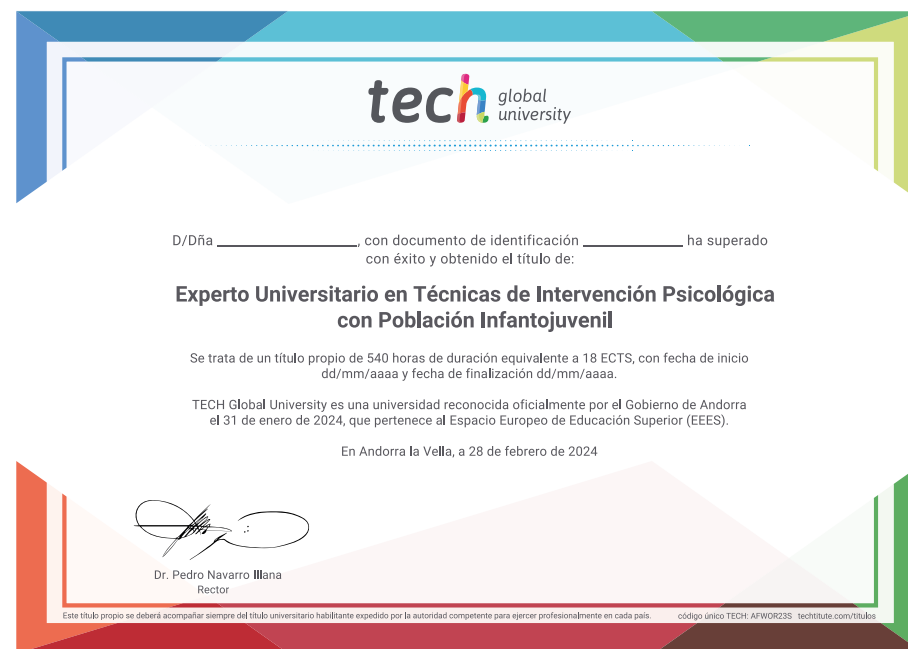 tech global university
D/Dña ____________, con documento de identificación ____________ ha superado
con éxito y obtenido el título de:
Experto Universitario en Técnicas de Intervención Psicológica
con Población Infantojuvenil
Se trata de un título propio de 540 horas de duración equivalente a 18 ECTS, con fecha de inicio
dd/mm/aaaa y fecha de finalización dd/mm/aaaa.
TECH Global University es una universidad reconocida oficialmente por el Gobierno de Andorra
el 31 de enero de 2024, que pertenece al Espacio Europeo de Educación Superior (EEES).
En Andorra la Vella, a 28 de febrero de 2024
Dr. Pedro Navarro Illana
Rector
Este título propio se deberá acompañar siempre del título universitario habilitante expedido por la autoridad competente para ejercer profesionalmente en cada país. código único TECH: AFWOR23S techtitute.com/titulos